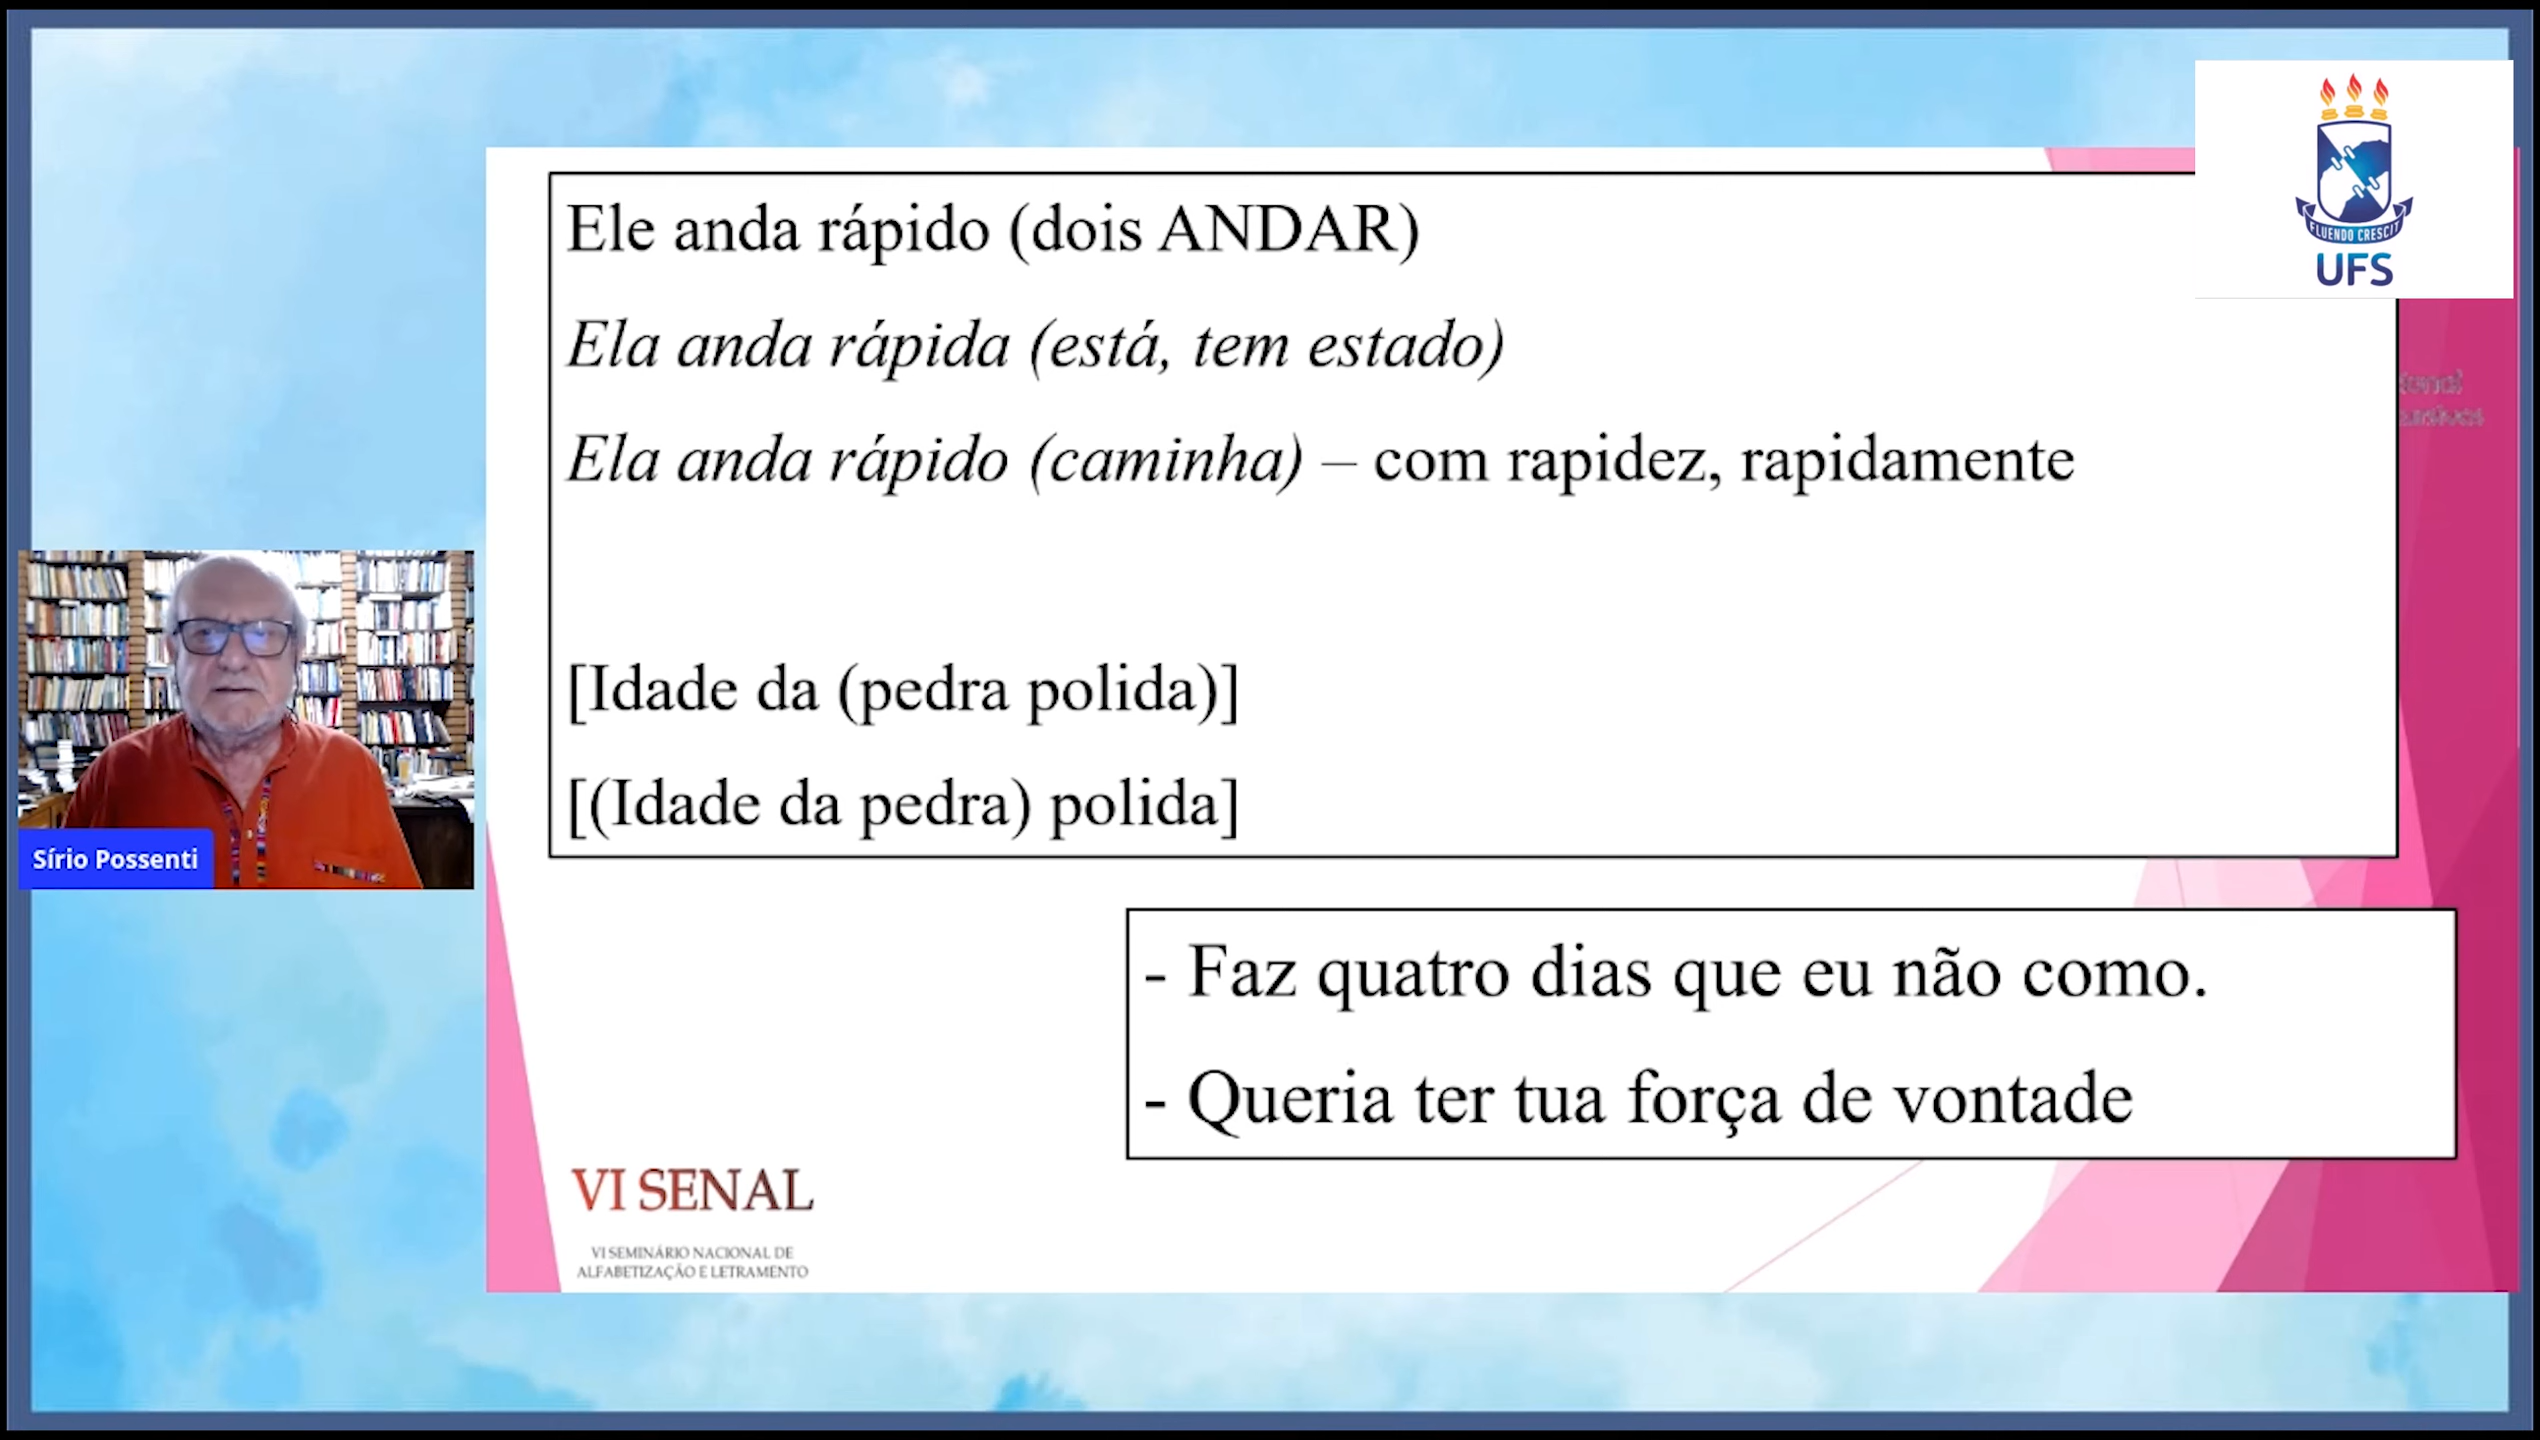 FLUENDO CRESCIT
UFS
Ele anda rápido (dois ANDAR)
Ela anda rápida (está, tem estado)
Ela anda rápido (caminha) – com rapidez, rapidamente
[Idade da (pedra polida)]
[(Idade da pedra) polida]
Sírio Possenti
- Faz quatro dias que eu não como.
- Queria ter tua força de vontade
VI SENAL
VI SEMINÁRIO NACIONAL DE
ALFABETIZAÇÃO E LETRAMENTO